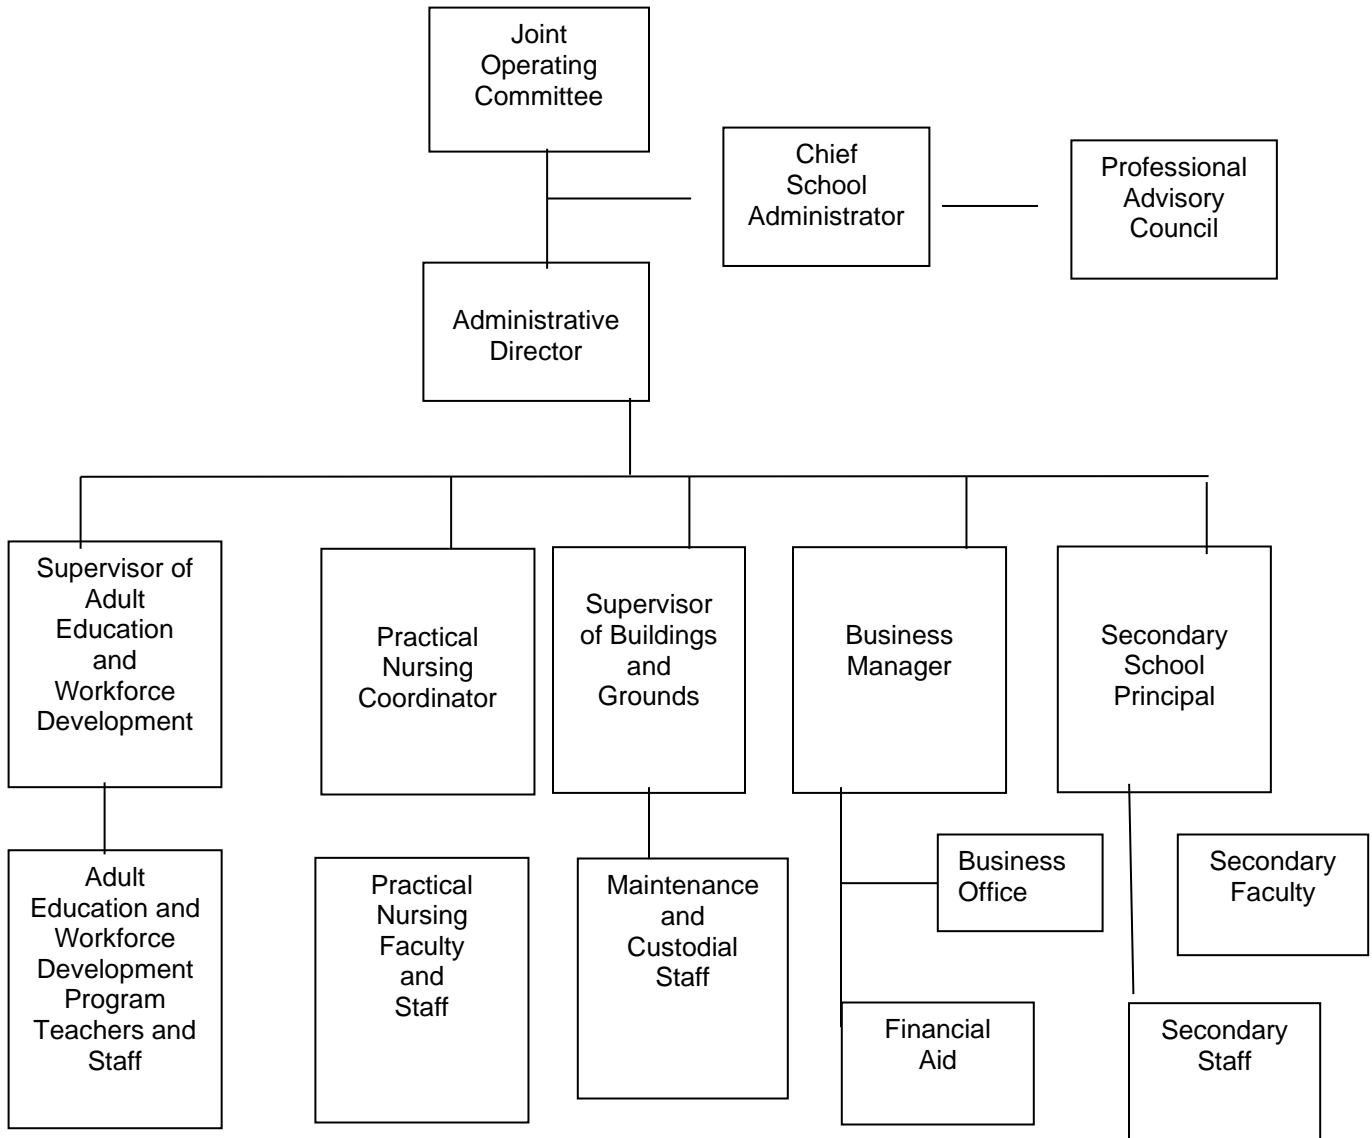 Joint
Operating
Committee
Chief
School
Administrator
Professional
Advisory
Council
Administrative
Director
Supervisor of
Adult
Education
and
Workforce
Development
Practical
Nursing
Coordinator
Supervisor
of Buildings
and
Grounds
Business
Manager
Secondary
School
Principal
Adult
Education and
Workforce
Development
Program
Teachers and
Staff
Practical
Nursing
Faculty
and
Staff
Maintenance
and
Custodial
Staff
Business
Office
Secondary
Faculty
Financial
Aid
Secondary
Staff